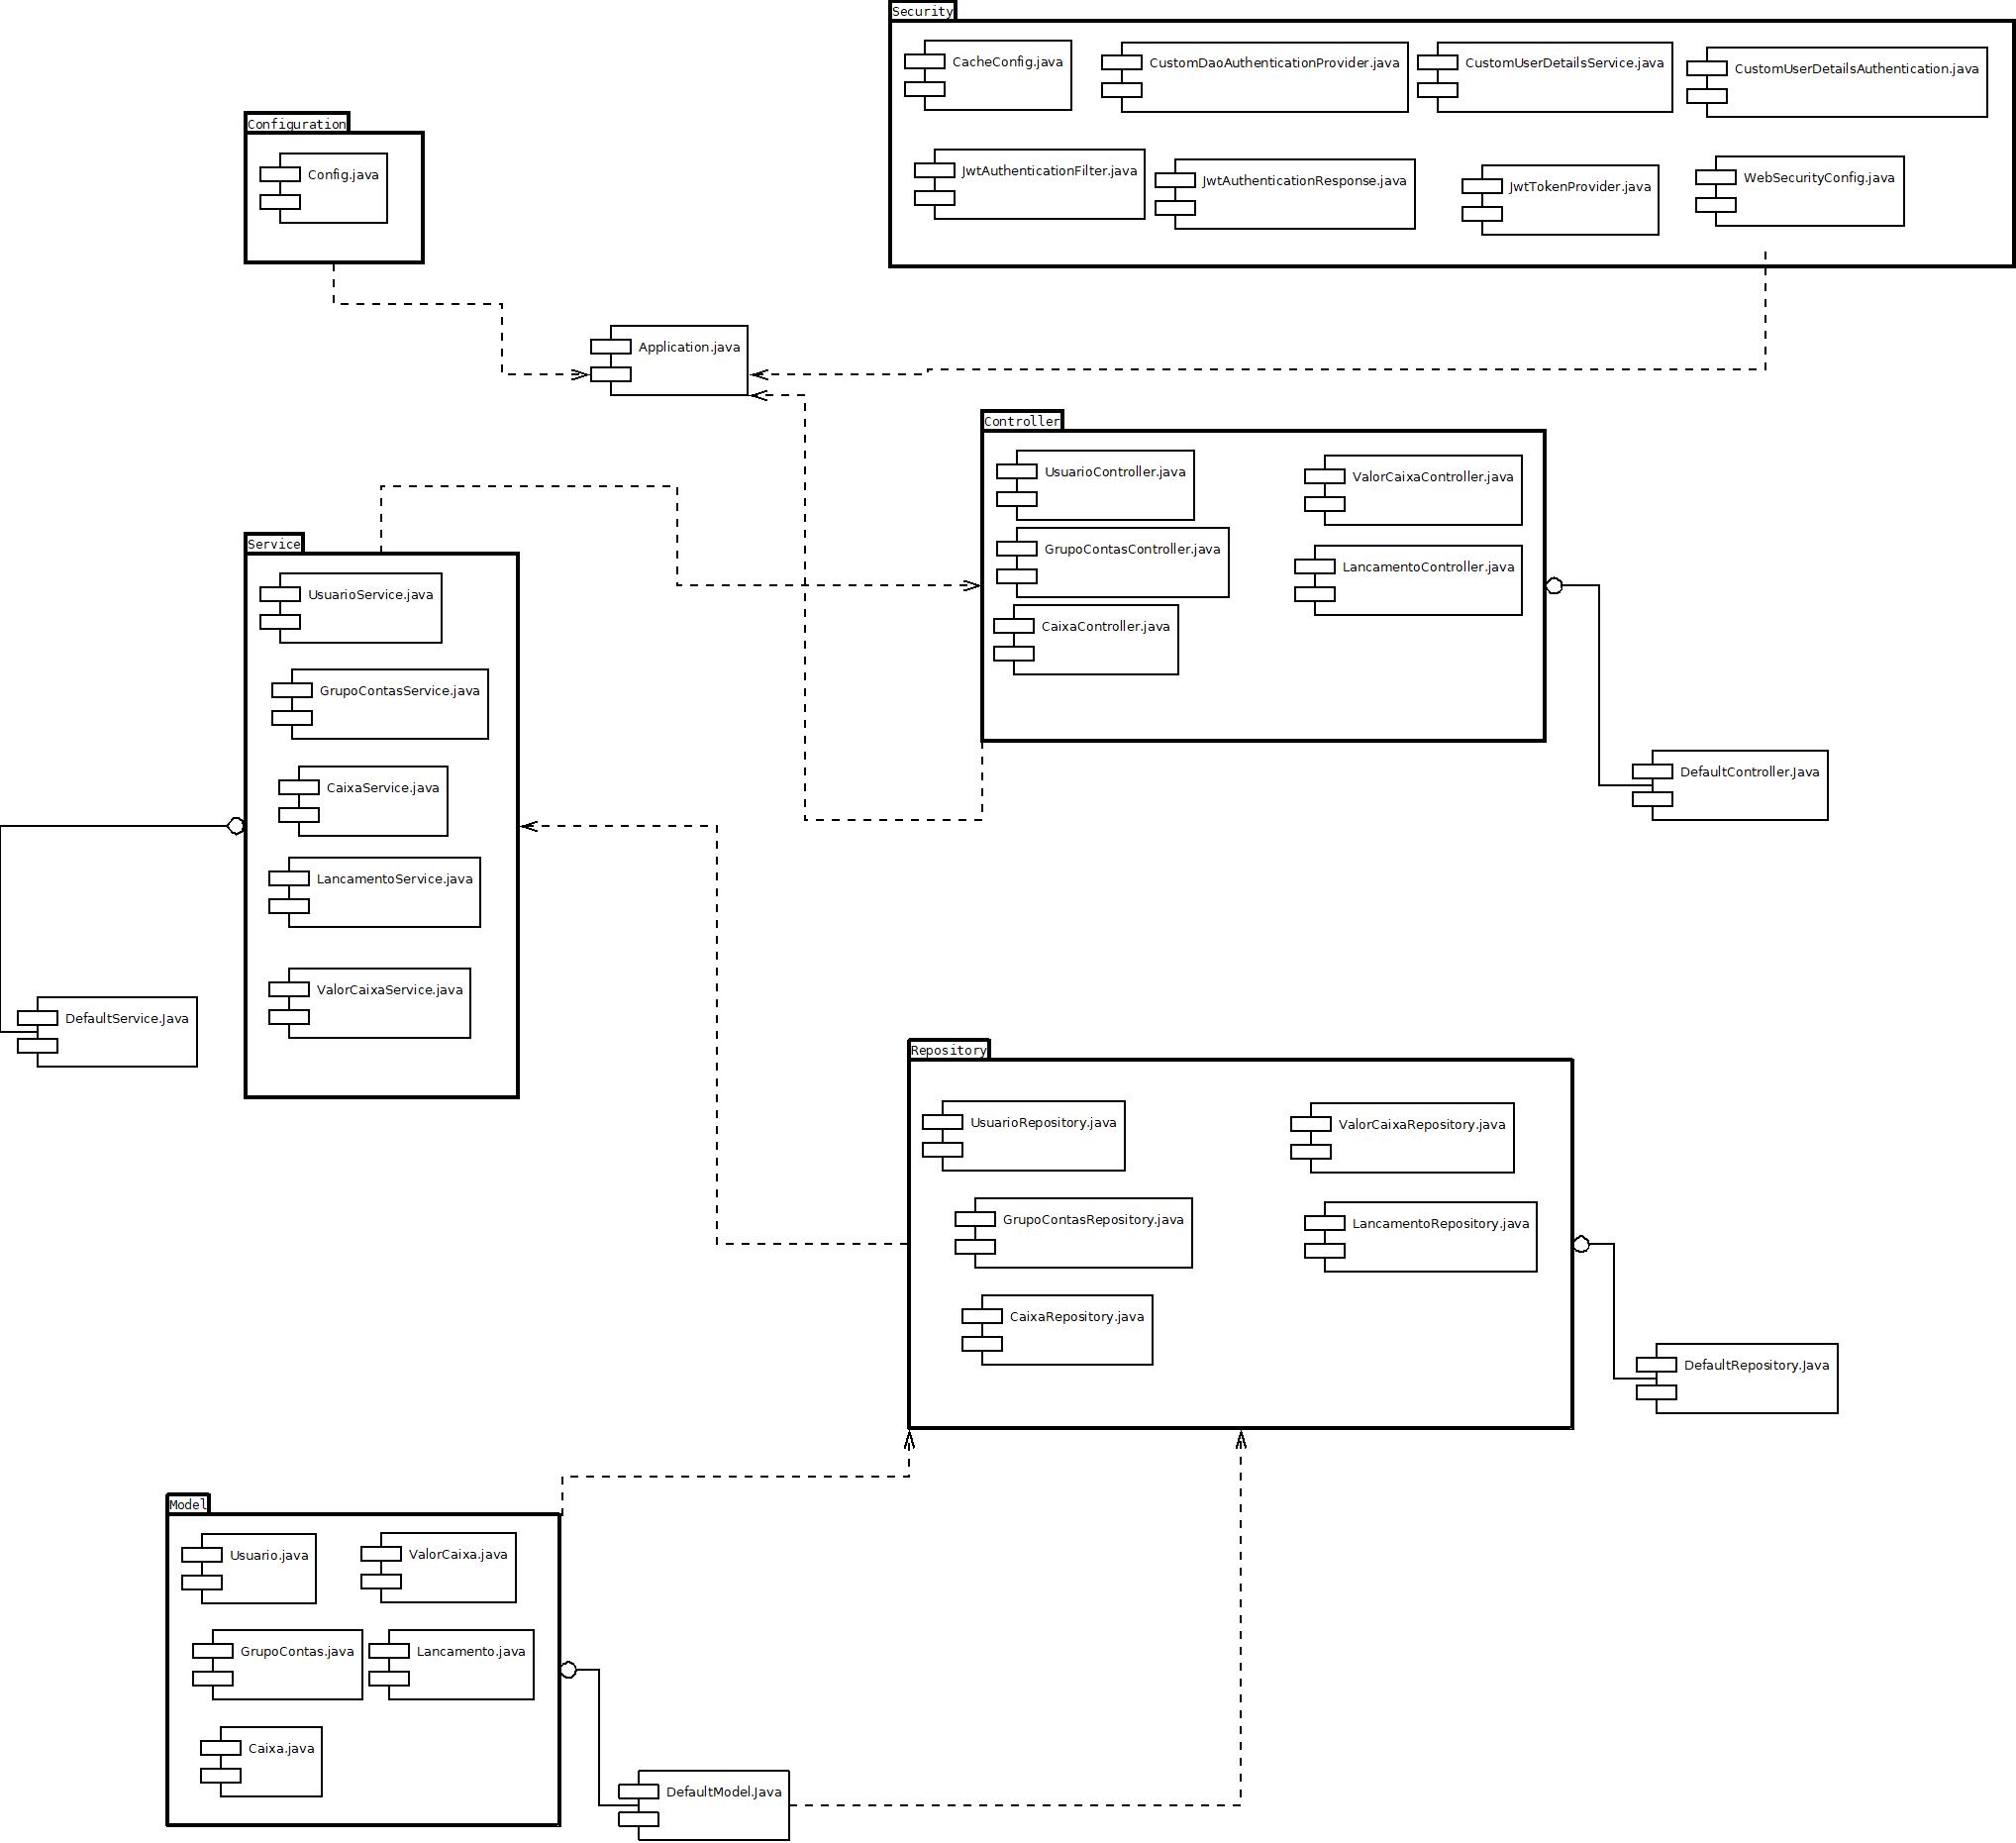 Security
CacheConfig.java
CustomDaoAuthenticationProvider.java
CustomUserDetailsService.java
CustomUserDetailsAuthentication.java
JwtAuthenticationFilter.java
JwtAuthenticationResponse.java
JwtTokenProvider.java
WebSecurityConfig.java
Configuration
Config.java
Application.java
Controller
UsuarioController.java
ValorCaixaController.java
GrupoContasController.java
LancamentoController.java
CaixaController.java
DefaultController.Java
Service
UsuarioService.java
GrupoContasService.java
CaixaService.java
LancamentoService.java
ValorCaixaService.java
DefaultService.Java
Repository
UsuarioRepository.java
ValorCaixaRepository.java
GrupoContasRepository.java
LancamentoRepository.java
CaixaRepository.java
DefaultRepository.Java
Model
Usuario.java
ValorCaixa.java
GrupoContas.java
Lancamento.java
Caixa.java
DefaultModel.Java